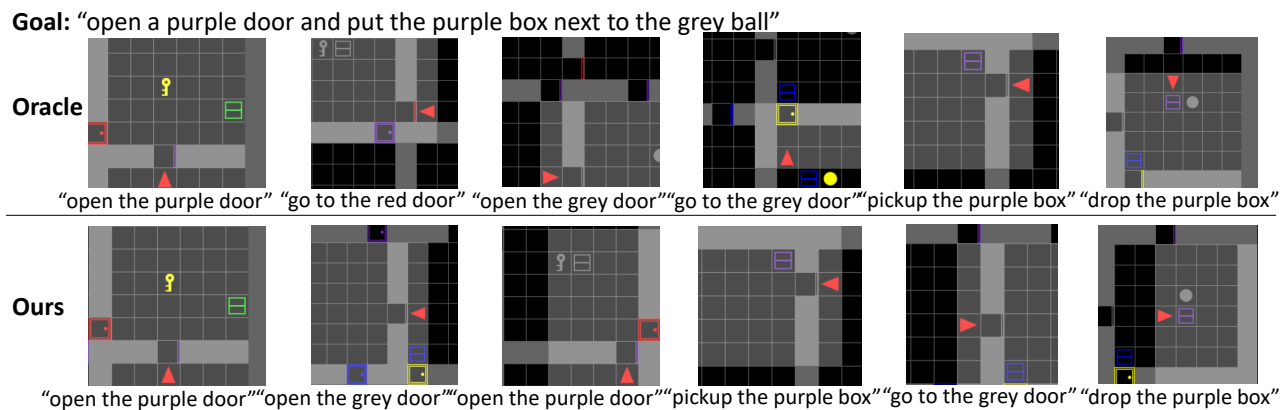 Goal: “open a purple door and put the purple box next to the grey ball”
Oracle
“open the purple door” “go to the red door” “open the grey door” “go to the grey door” “pickup the purple box” “drop the purple box”
Ours
“open the purple door” “open the grey door” “open the purple door” “pickup the purple box” “go to the grey door” “drop the purple box”